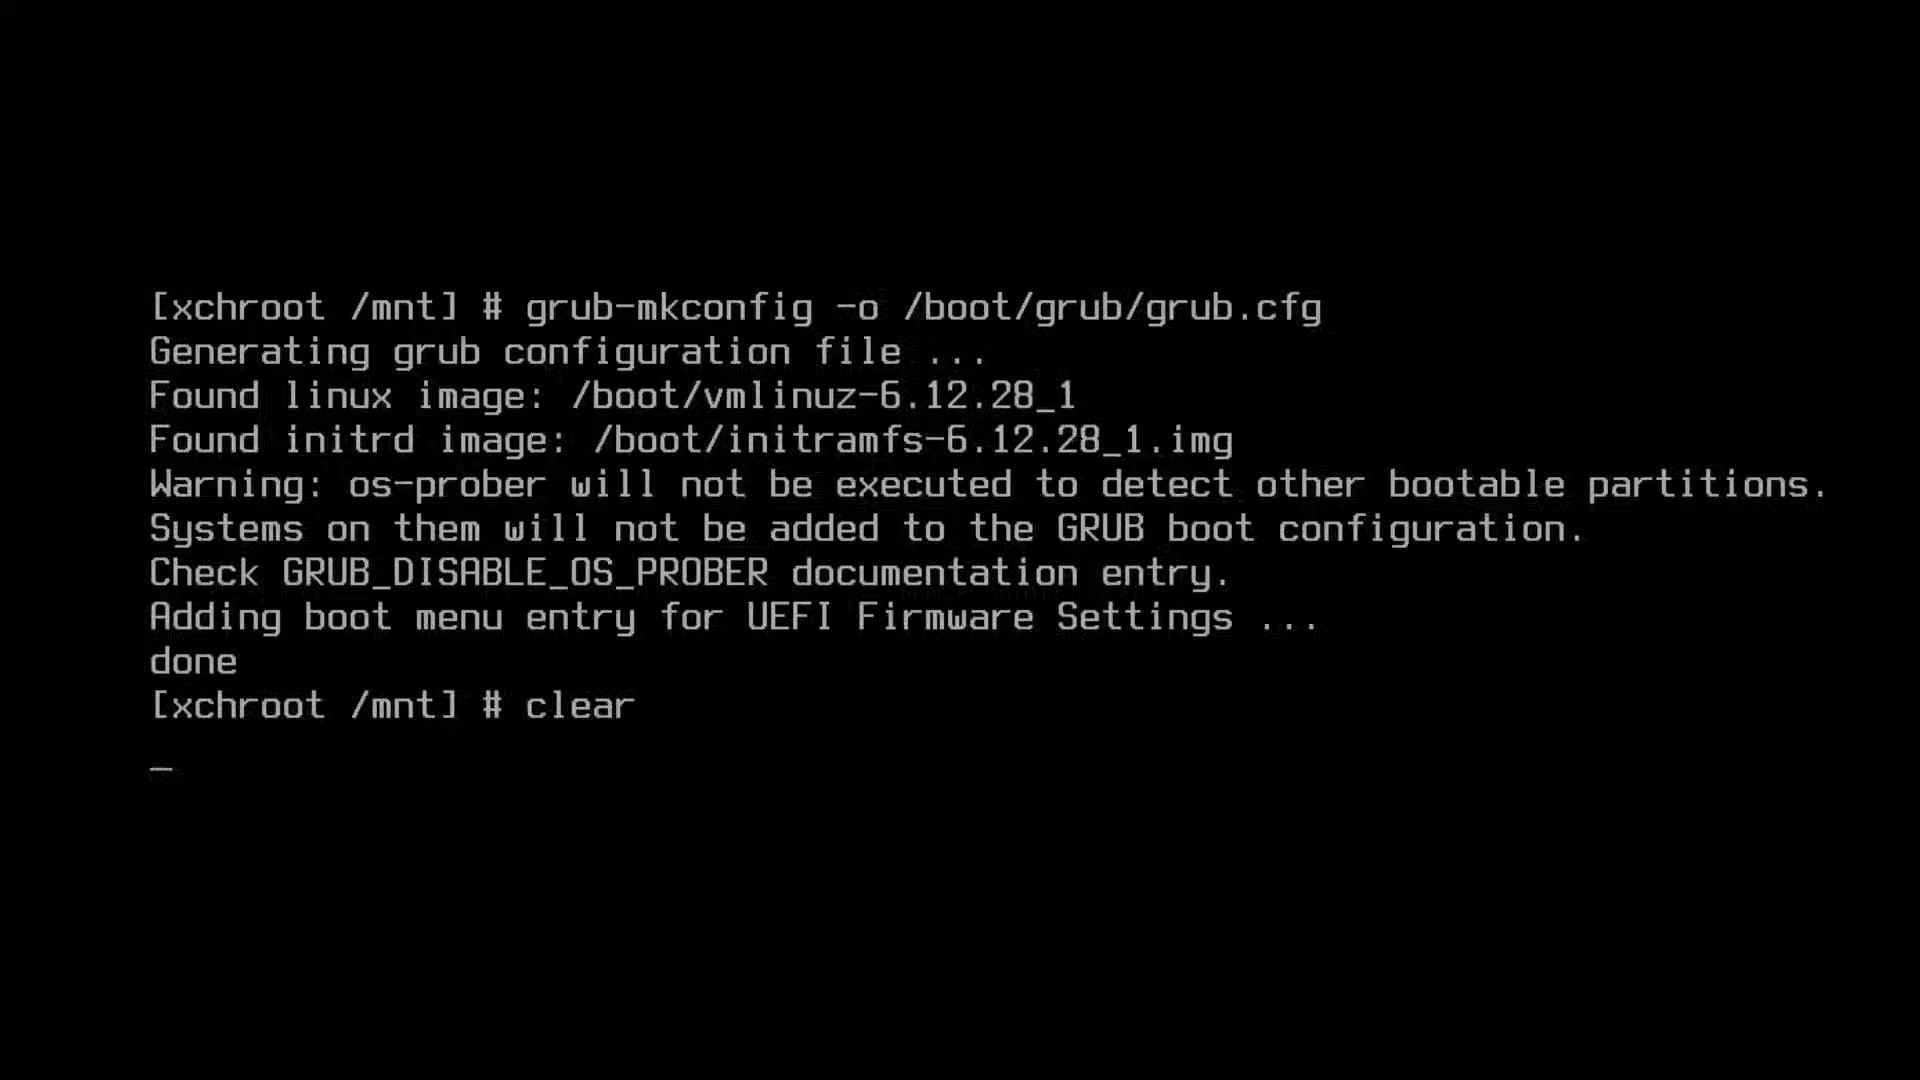 [xchroot /mnt] # grub-mkconfig -o /boot/grub/grub.cfg
Generating grub configuration file ...
Found linux image: /boot/vmlinuz-6.12.28_1
Found initrd image: /boot/initramfs-6.12.28_1.img
Warning: os-prober will not be executed to detect other bootable partitions.
Systems on them will not be added to the GRUB boot configuration.
Check GRUB_DISABLE_OS_PROBER documentation entry.
Adding boot menu entry for UEFI Firmware Settings ...
done
[xchroot /mnt] # clear
_